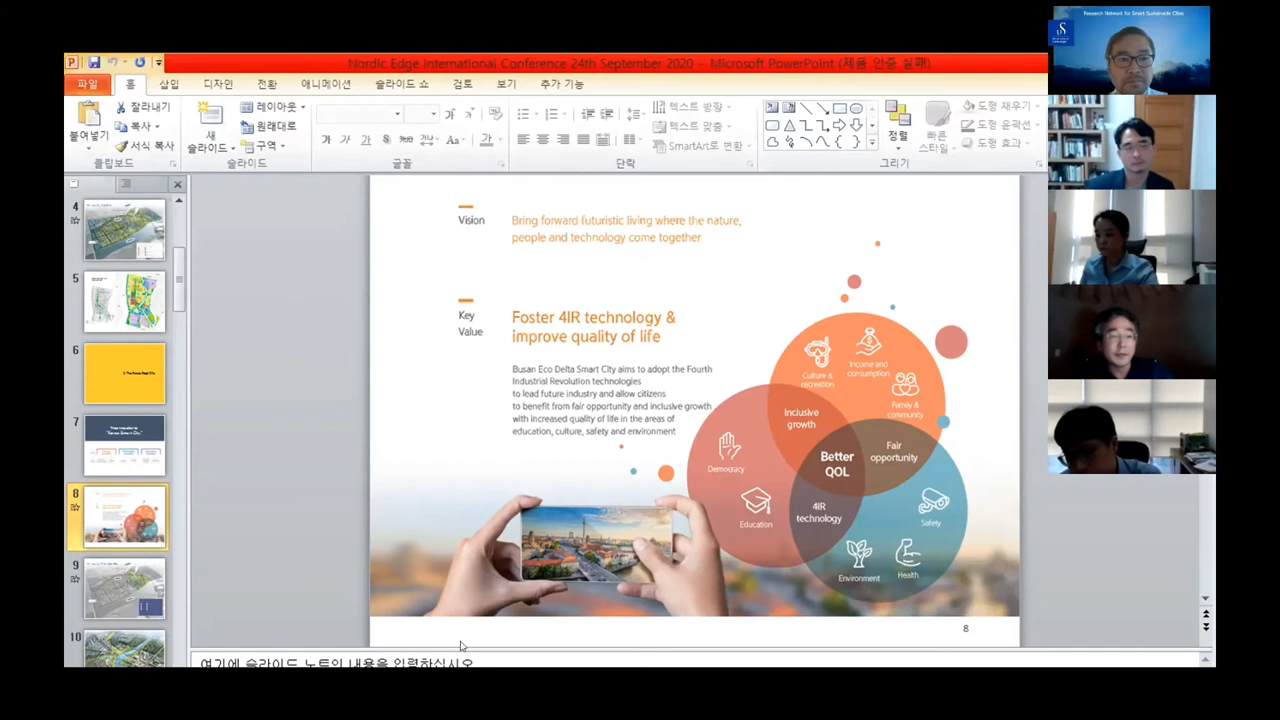 Research Network for Smart Sustainable Cities
Nordic Edge International Conference 24th September 2020 – Microsoft PowerPoint (제품 인증 실패)
파일 홈 삽입 디자인 전환 애니메이션 슬라이드 쇼 검토 보기 추가 기능
붙여넣기
잘라내기
복사
서식 복사
새 슬라이드
레이아웃
원래대로
구역
가 가 가 가 Aa 가
텍스트 방향
텍스트 맞춤
SmartArt로 변환
정렬
빠른 스타일
도형 채우기
도형 윤곽선
도형 효과
클립보드 슬라이드 글꼴 단락 그리기
4
5
6
7
8
9
10
Vision
Bring forward futuristic living where the nature,
people and technology come together
Key
Value
Foster 4IR technology &
improve quality of life
Busan Eco Delta Smart City aims to adopt the Fourth
Industrial Revolution technologies
to lead future industry and allow citizens
to benefit from fair opportunity and inclusive growth
with increased quality of life in the areas of
education, culture, safety and environment
Culture &
recreation
Income and
consumption
Family &
community
Inclusive
growth
Fair
opportunity
Better
QOL
Democracy
Education
4IR
technology
Safety
Environment
Health
8
여기에 슬라이드 노트의 내용을 입력하십시오